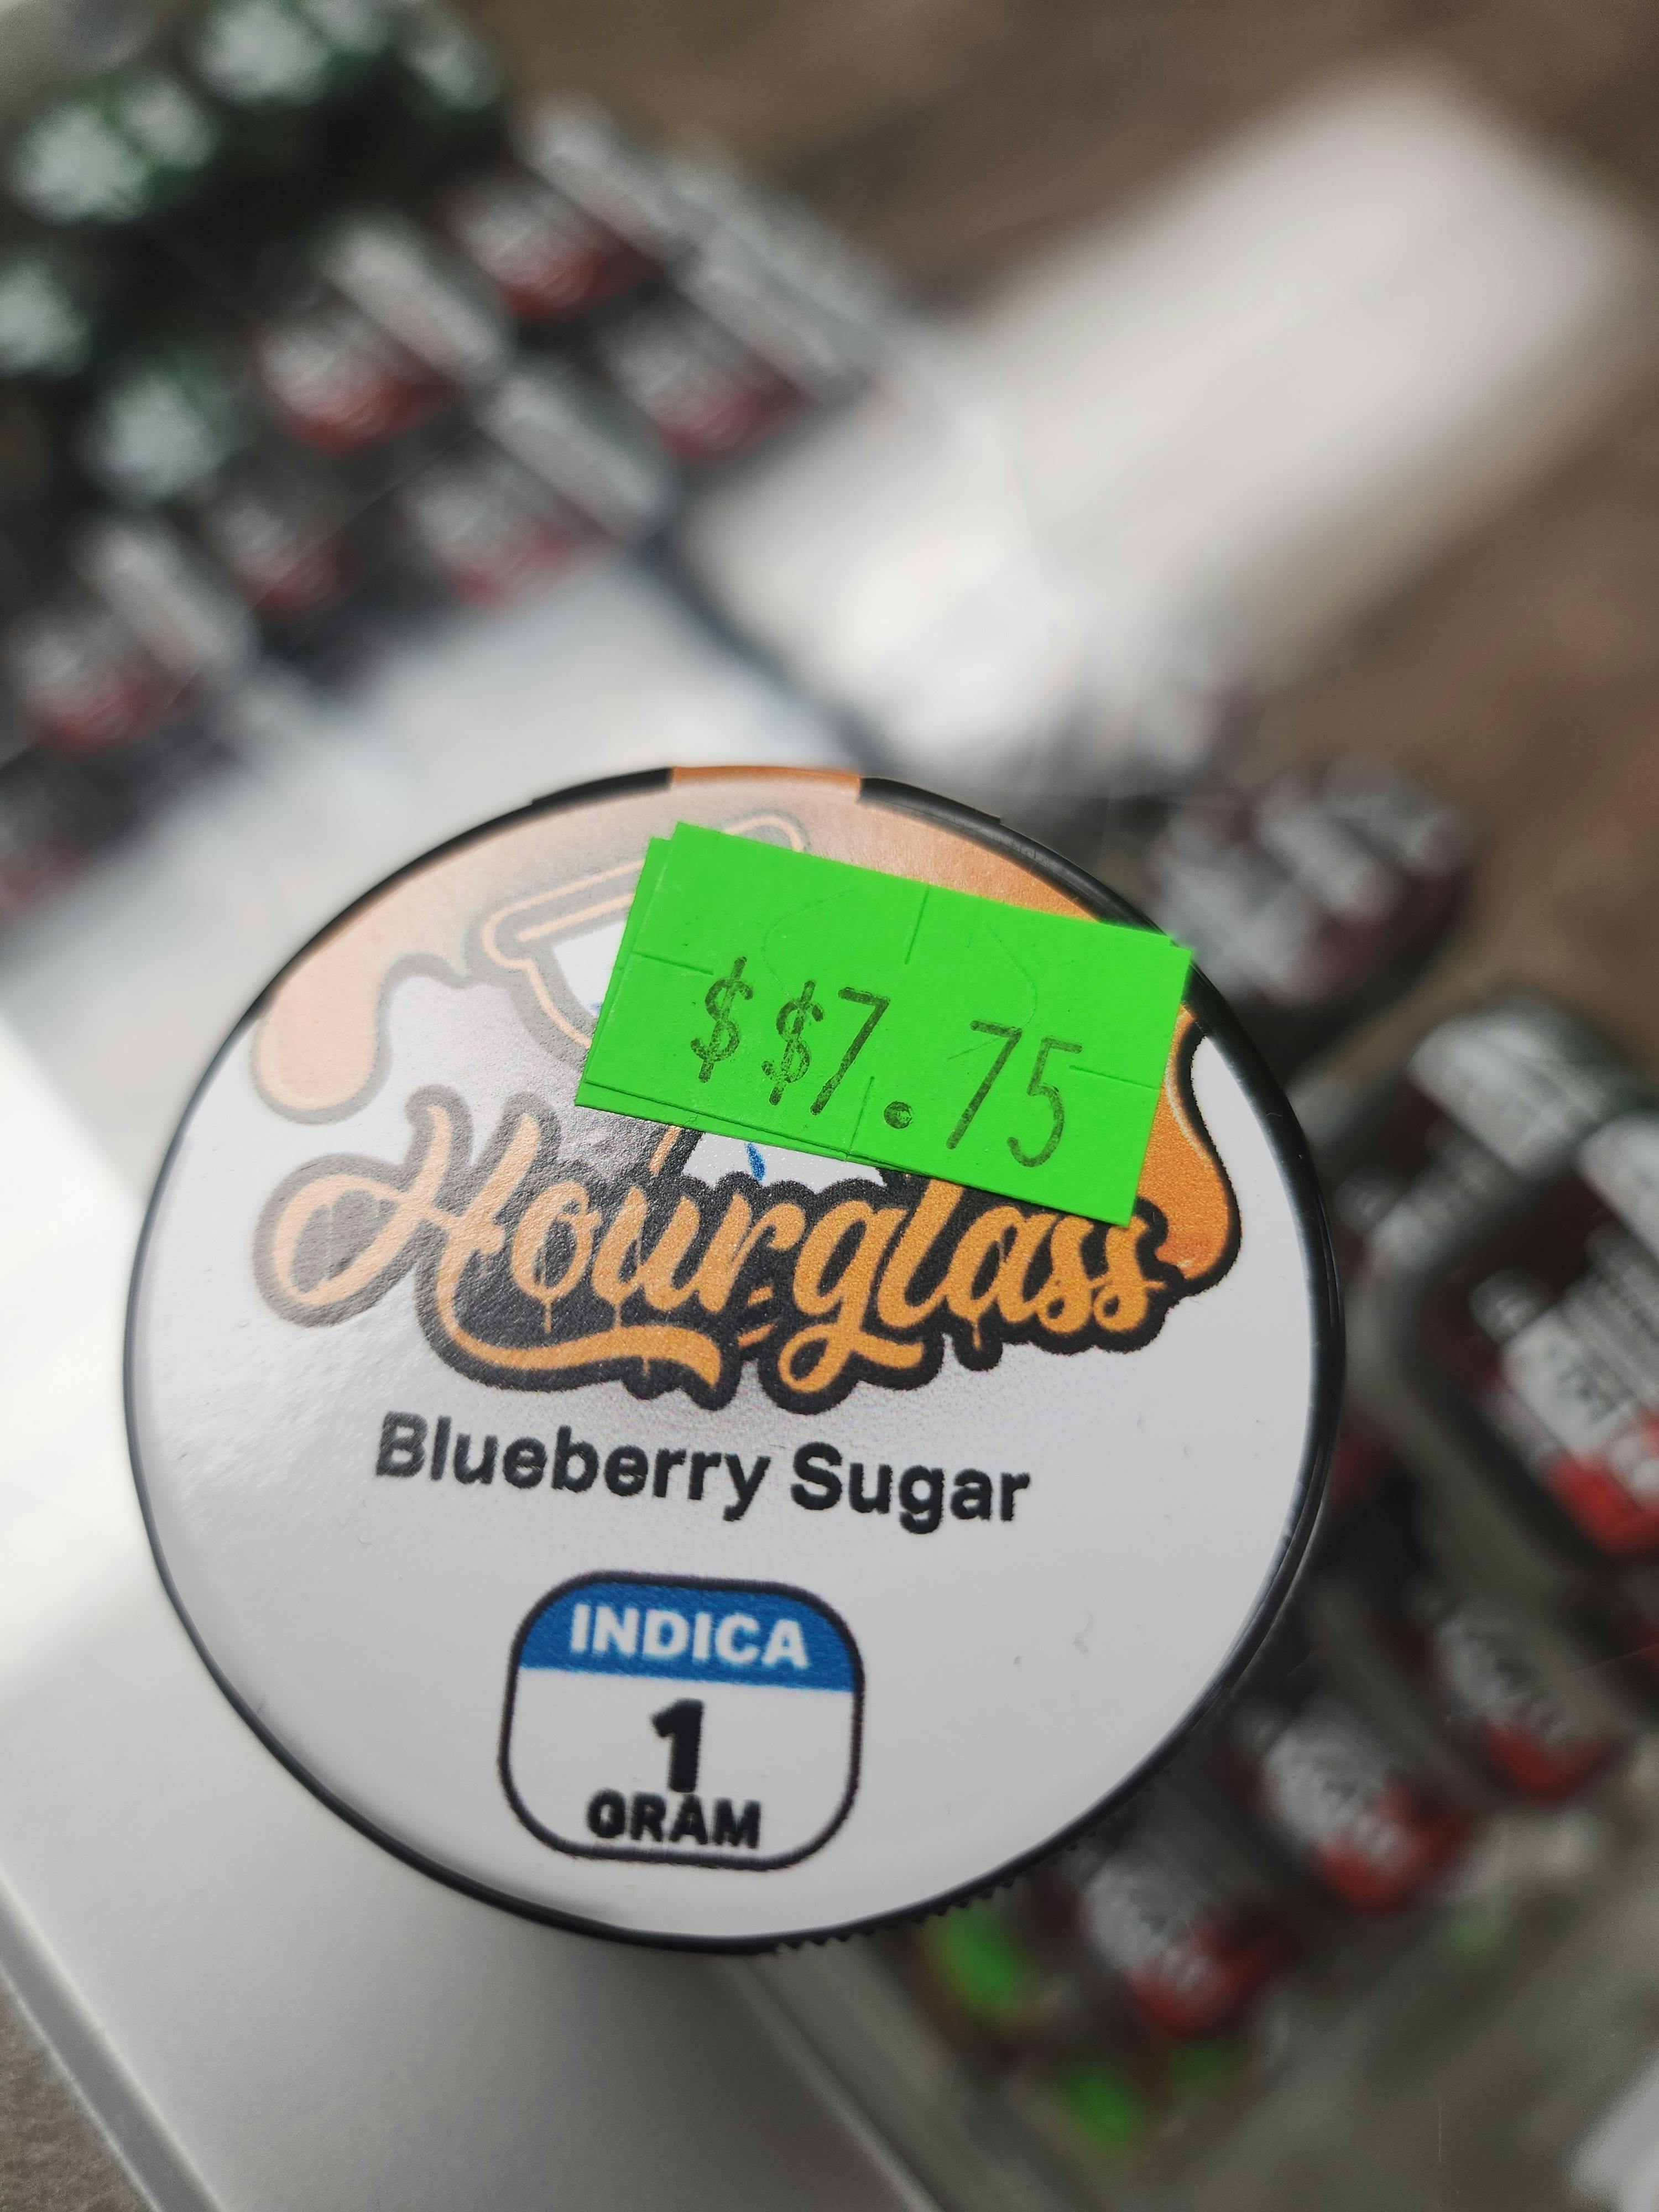 $$7.75
Hourglass
Blueberry Sugar
INDICA
1
GRAM